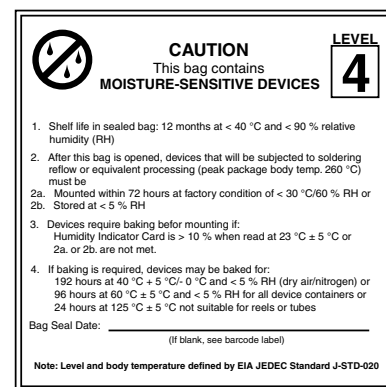 LEVEL
4
CAUTION
This bag contains
MOISTURE-SENSITIVE DEVICES
1. Shelf life in sealed bag: 12 months at < 40 °C and < 90 % relative
humidity (RH)
2. After this bag is opened, devices that will be subjected to soldering
reflow or equivalent processing (peak package body temp. 260 °C)
must be
2a. Mounted within 72 hours at factory condition of < 30 °C/60 % RH or
2b. Stored at < 5 % RH
3. Devices require baking befor mounting if:
Humidity Indicator Card is > 10 % when read at 23 °C ± 5 °C or
2a. or 2b. are not met.
4. If baking is required, devices may be baked for:
192 hours at 40 °C + 5 °C/- 0 °C and < 5 % RH (dry air/nitrogen) or
96 hours at 60 °C ± 5 °C and < 5 % RH for all device containers or
24 hours at 125 °C ± 5 °C not suitable for reels or tubes
Bag Seal Date:
(If blank, see barcode label)
Note: Level and body temperature defined by EIA JEDEC Standard J-STD-020